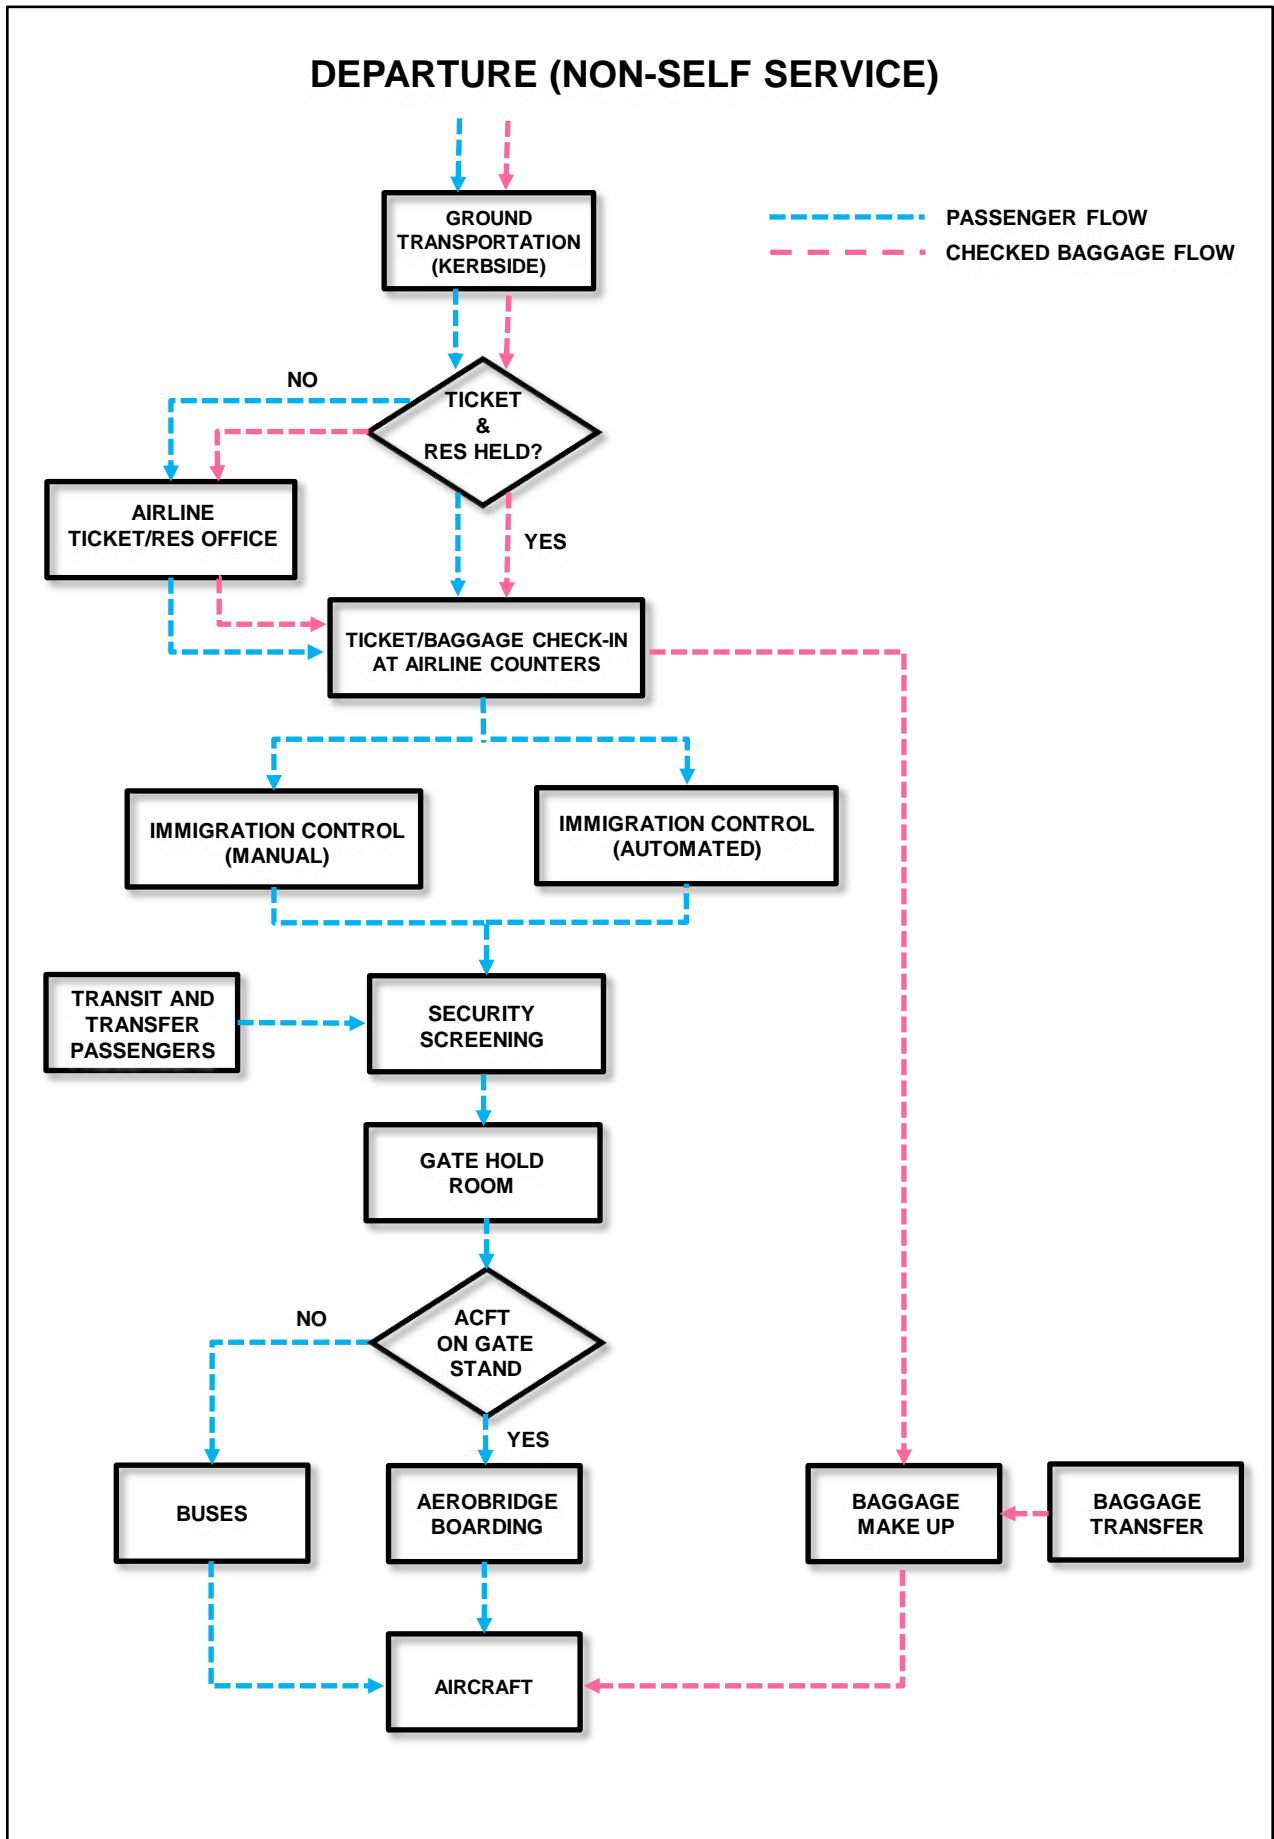 DEPARTURE (NON-SELF SERVICE)
GROUND
TRANSPORTATION
(KERBSIDE)
PASSENGER FLOW
CHECKED BAGGAGE FLOW
NO
TICKET
&
RES HELD?
AIRLINE
TICKET/RES OFFICE
YES
TICKET/BAGGAGE CHECK-IN
AT AIRLINE COUNTERS
IMMIGRATION CONTROL
(MANUAL)
IMMIGRATION CONTROL
(AUTOMATED)
TRANSIT AND
TRANSFER
PASSENGERS
SECURITY
SCREENING
GATE HOLD
ROOM
NO
ACFT
ON GATE
STAND
YES
BUSES
AEROBRIDGE
BOARDING
BAGGAGE
MAKE UP
BAGGAGE
TRANSFER
AIRCRAFT